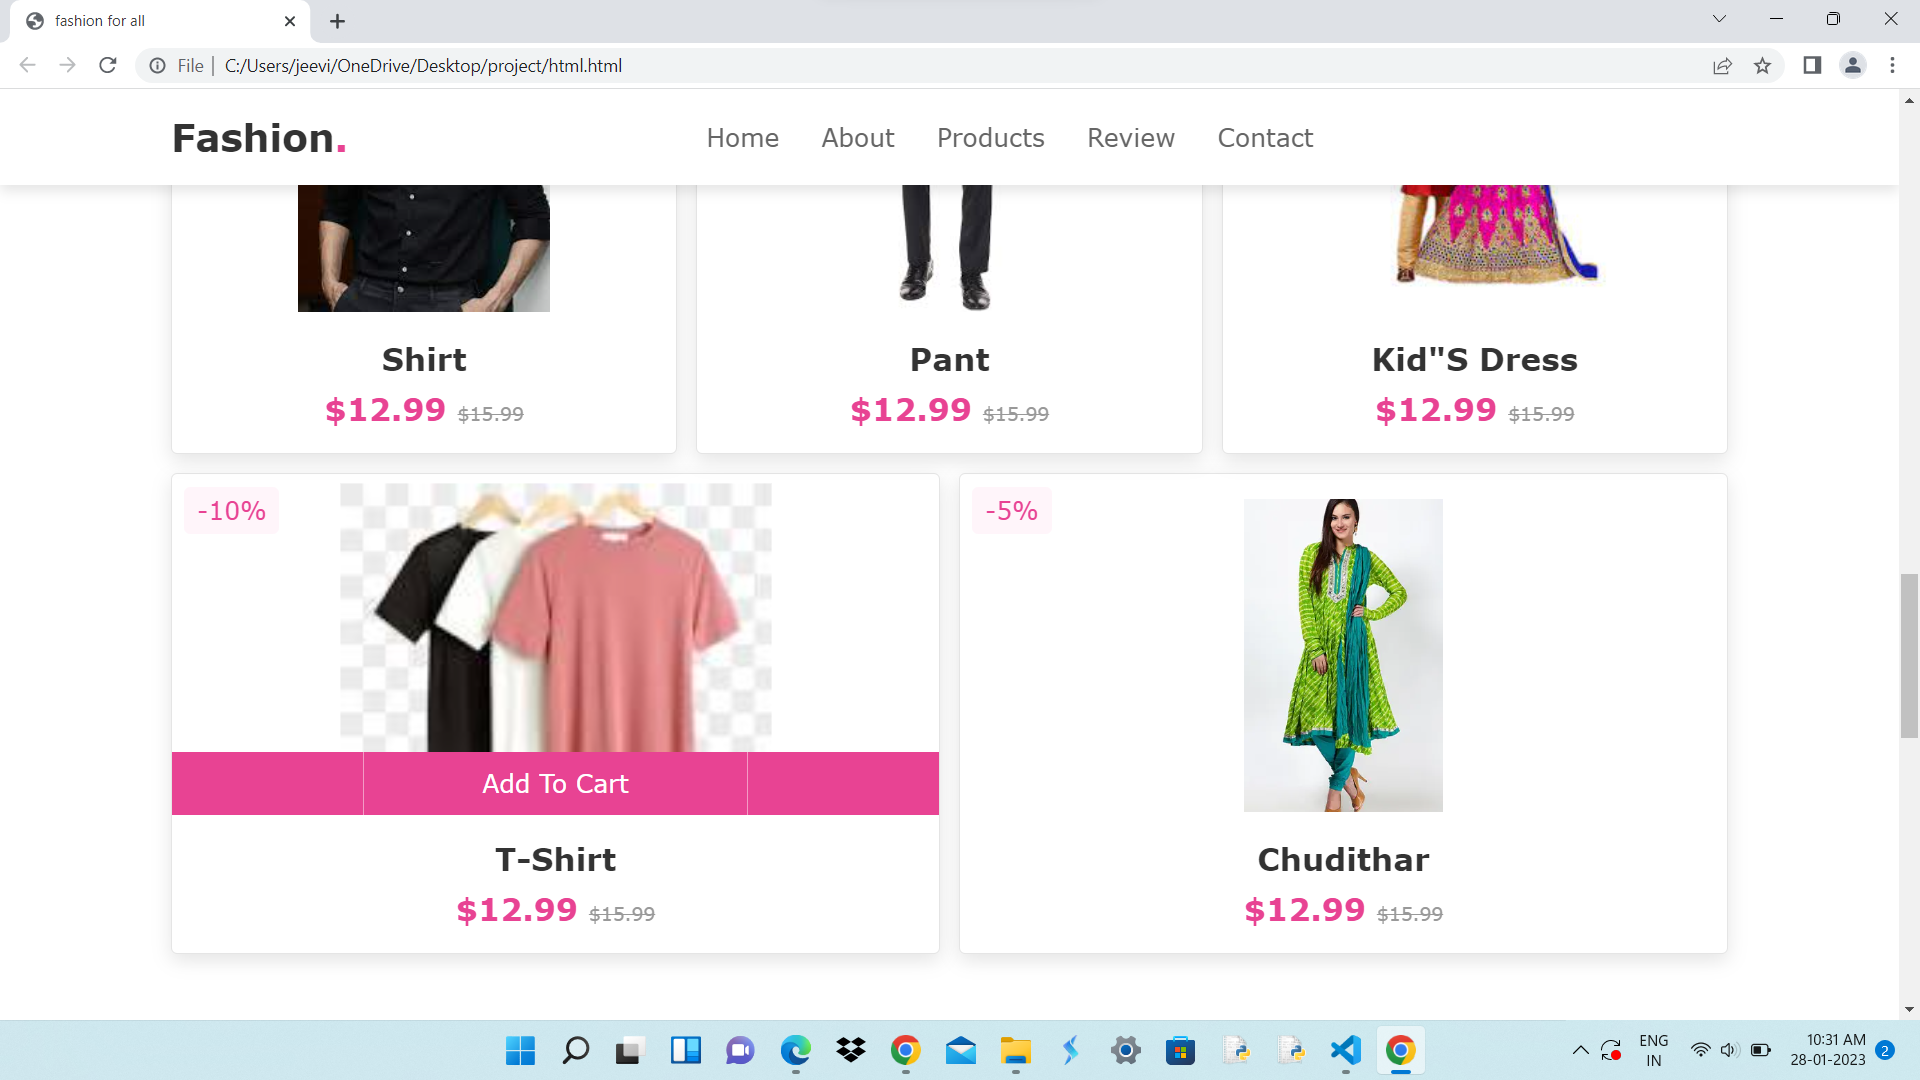 fashion for all
File | C:/Users/jeevi/OneDrive/Desktop/project/html.html
Fashion.
Home About Products Review Contact
Shirt
$12.99 $15.99
Pant
$12.99 $15.99
Kid"S Dress
$12.99 $15.99
-10%
Add To Cart
T-Shirt
$12.99 $15.99
-5%
Chudithar
$12.99 $15.99
ENG
IN
10:31 AM
28-01-2023
2